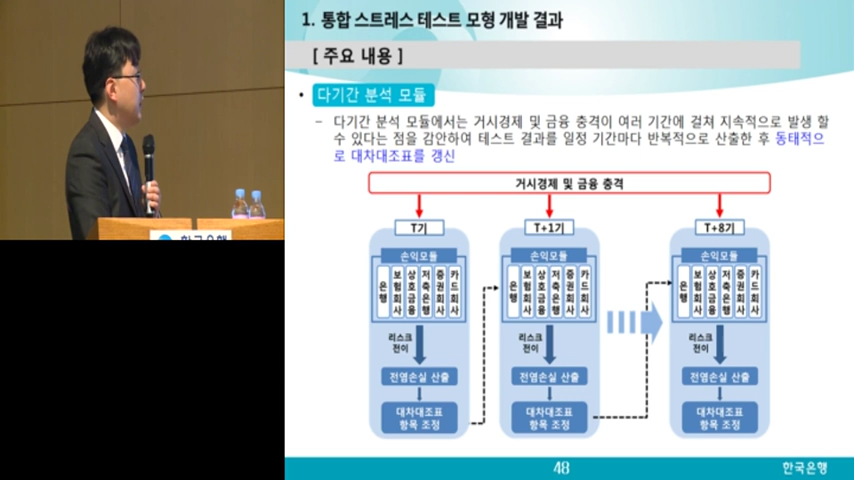 1. 통합 스트레스 테스트 모형 개발 결과
[ 주요 내용 ]
• 다기간 분석 모듈
– 다기간 분석 모듈에서는 거시경제 및 금융 충격이 여러 기간에 걸쳐 지속적으로 발생 할
수 있다는 점을 감안하여 테스트 결과를 일정 기간마다 반복적으로 산출한 후 동태적으
로 대차대조표를 갱신
거시경제 및 금융 충격
T기
손익모듈
은행 보험회사 상호금융 저축은행 증권회사 카드회사
리스크
전이
전염손실 산출
대차대조표
항목 조정
T+1기
손익모듈
은행 보험회사 상호금융 저축은행 증권회사 카드회사
리스크
전이
전염손실 산출
대차대조표
항목 조정
T+8기
손익모듈
은행 보험회사 상호금융 저축은행 증권회사 카드회사
리스크
전이
전염손실 산출
대차대조표
항목 조정
48
한국은행
한국은행